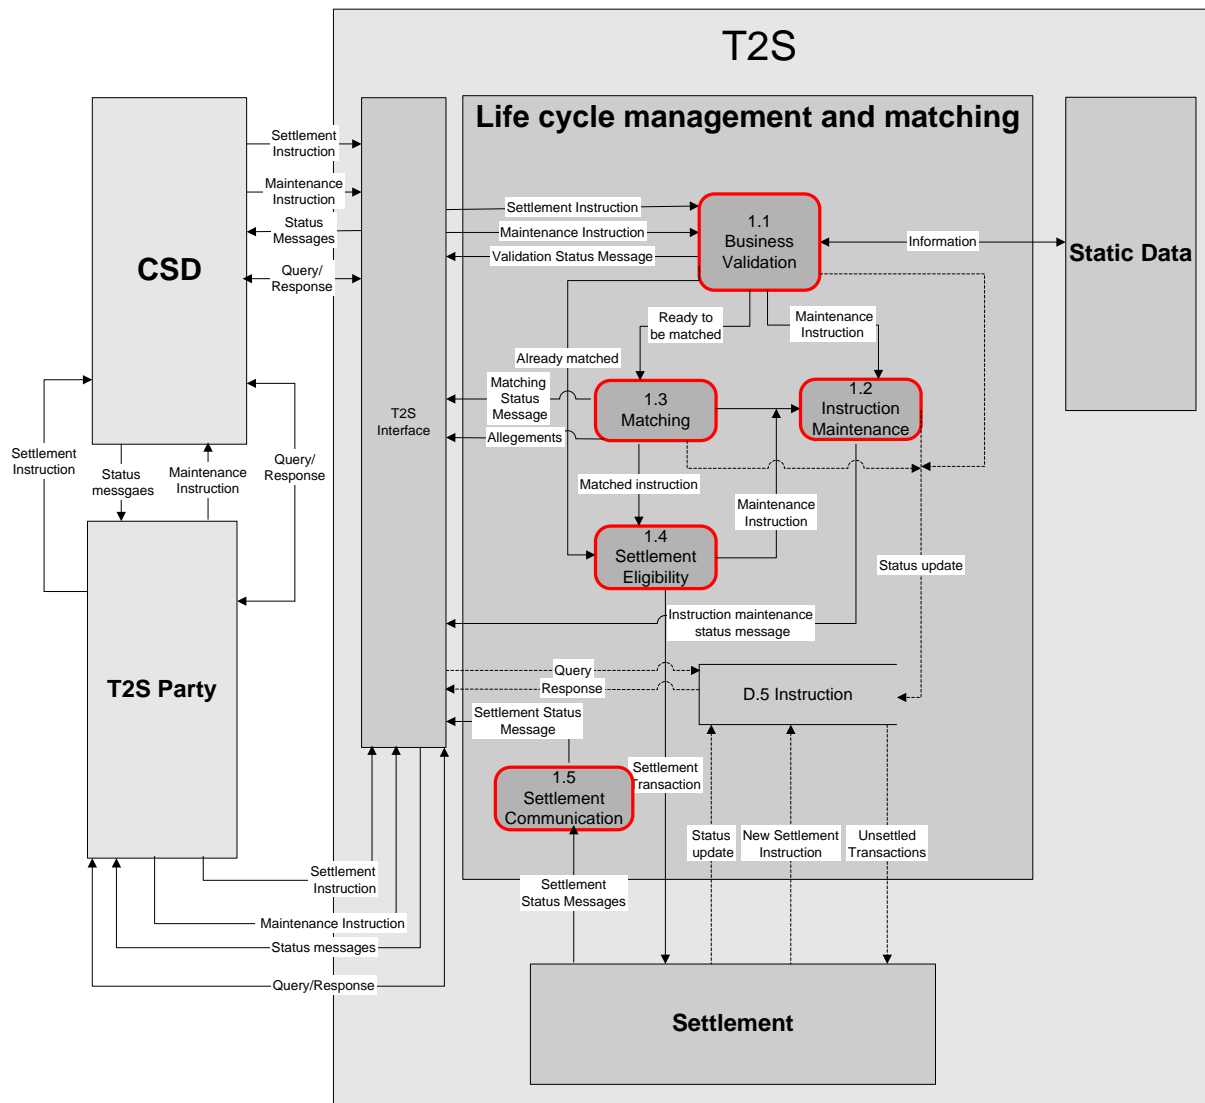 T2S
Life cycle management and matching
CSD
Settlement
Instruction
Maintenance
Instruction
Status
Messages
Query/
Response
T2S
Interface
Settlement Instruction
Maintenance Instruction
Validation Status Message
1.1
Business
Validation
Information
Static Data
Ready to
be matched
Maintenance
Instruction
Already matched
Matching
Status
Message
Allegements
1.3
Matching
1.2
Instruction
Maintenance
Matched instruction
Maintenance
Instruction
1.4
Settlement
Eligibility
Status update
Instruction maintenance
status message
Query
Response
D.5 Instruction
Settlement Status
Message
1.5
Settlement
Communication
Settlement
Transaction
Settlement
Instruction
Status
messgaes
Maintenance
Instruction
Query/
Response
T2S Party
Settlement
Instruction
Maintenance Instruction
Status messages
Query/Response
Settlement
Status Messages
Status
update
New Settlement
Instruction
Unsettled
Transactions
Settlement